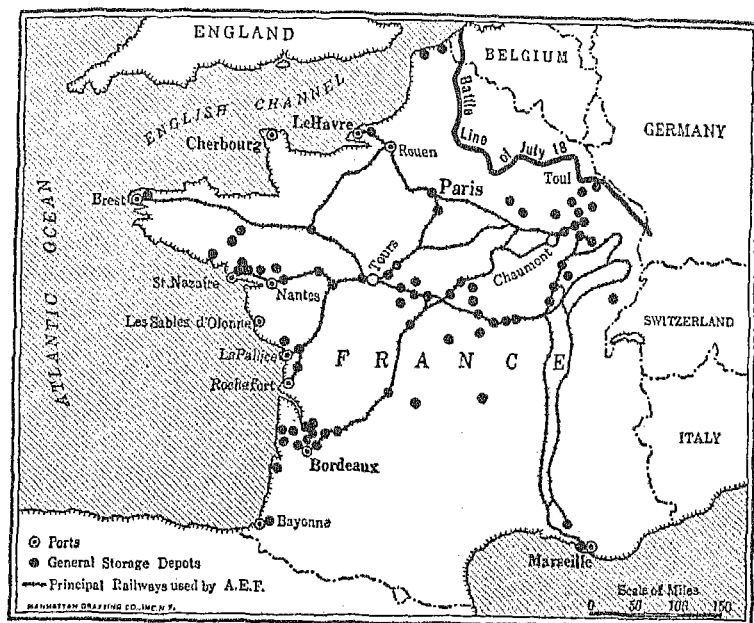 ENGLAND
BELGIUM
ENGLISH CHANNEL
Battle
Line of July 18
GERMANY
LeHavre
Cherbourg
Rouen
Toul
Paris
Brest
ATLANTIC OCEAN
Tours
Chaumont
St. Nazaire
Nantes
Les Sables d'Olonne
SWITZERLAND
LaPallice
FRANCE
Rochefort
ITALY
Bordeaux
Bayonne
Ports
General Storage Depots
Marseille
Principal Railways used by A.E.F.
Scale of Miles
0 50 100 150
MANHATTAN DRAFTING CO., INC. N.Y.